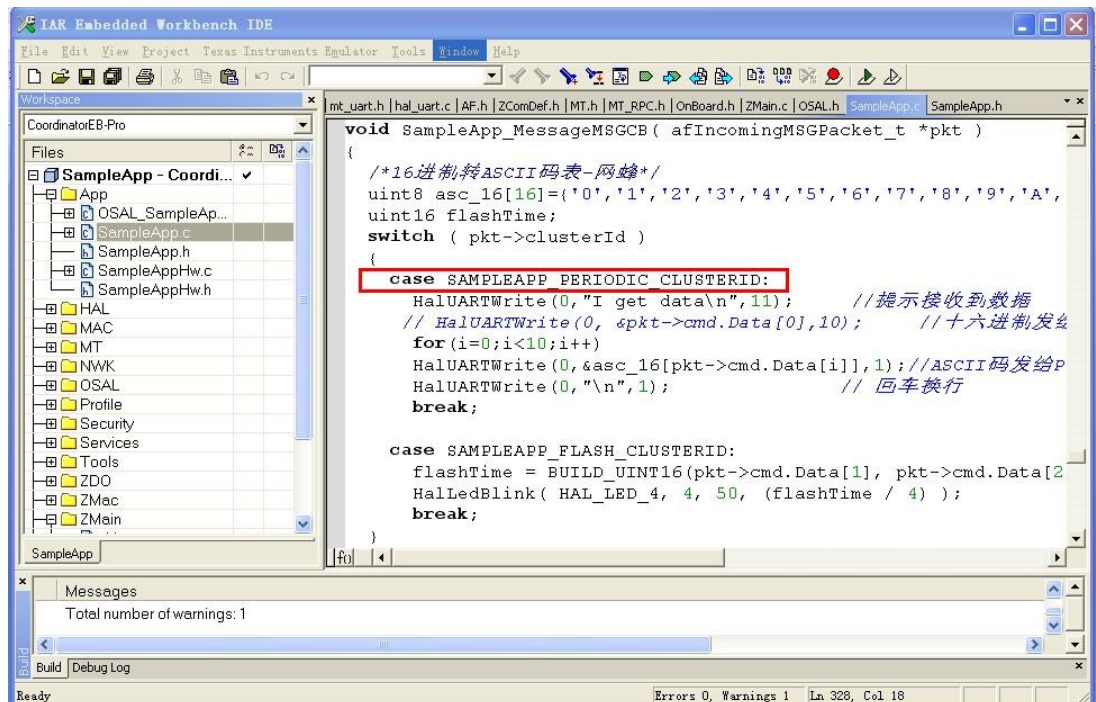 IAR Embedded Workbench IDE
File Edit View Project Texas Instruments Emulator Tools Window Help
Workspace
CoordinatorEB-Pro
Files
SampleApp - Coordi...
App
OSAL_SampleAp...
SampleApp.c
SampleApp.h
SampleAppHw.c
SampleAppHw.h
HAL
MAC
MT
NWK
OSAL
Profile
Security
Services
Tools
ZDO
ZMac
ZMain
SampleApp
mt_uart.h | hal_uart.c | AF.h | ZComDef.h | MT.h | MT_RPC.h | OnBoard.h | ZMain.c | OSAL.h SampleApp.c SampleApp.h
void SampleApp_MessageMSGCB( afIncomingMSGPacket_t *pkt )
{
/*16进制转ASCII码表-网蜂*/
uint8 asc_16[16]={'0','1','2','3','4','5','6','7','8','9','A',
uint16 flashTime;
switch ( pkt->clusterId )
{
case SAMPLEAPP_PERIODIC_CLUSTERID:
HalUARTWrite(0,"I get data\n",11); //提示接收到数据
// HalUARTWrite(0, &pkt->cmd.Data[0],10); //十六进制发给
for(i=0;i<10;i++)
HalUARTWrite(0,&asc_16[pkt->cmd.Data[i]],1);//ASCII码发给P
HalUARTWrite(0,"\n",1); // 回车换行
break;
case SAMPLEAPP_FLASH_CLUSTERID:
flashTime = BUILD_UINT16(pkt->cmd.Data[1], pkt->cmd.Data[2
HalLedBlink( HAL_LED_4, 4, 50, (flashTime / 4) );
break;
}
f()
Messages
Total number of warnings: 1
Build
Build Debug Log
Ready Errors 0, Warnings 1 Ln 328, Col 18